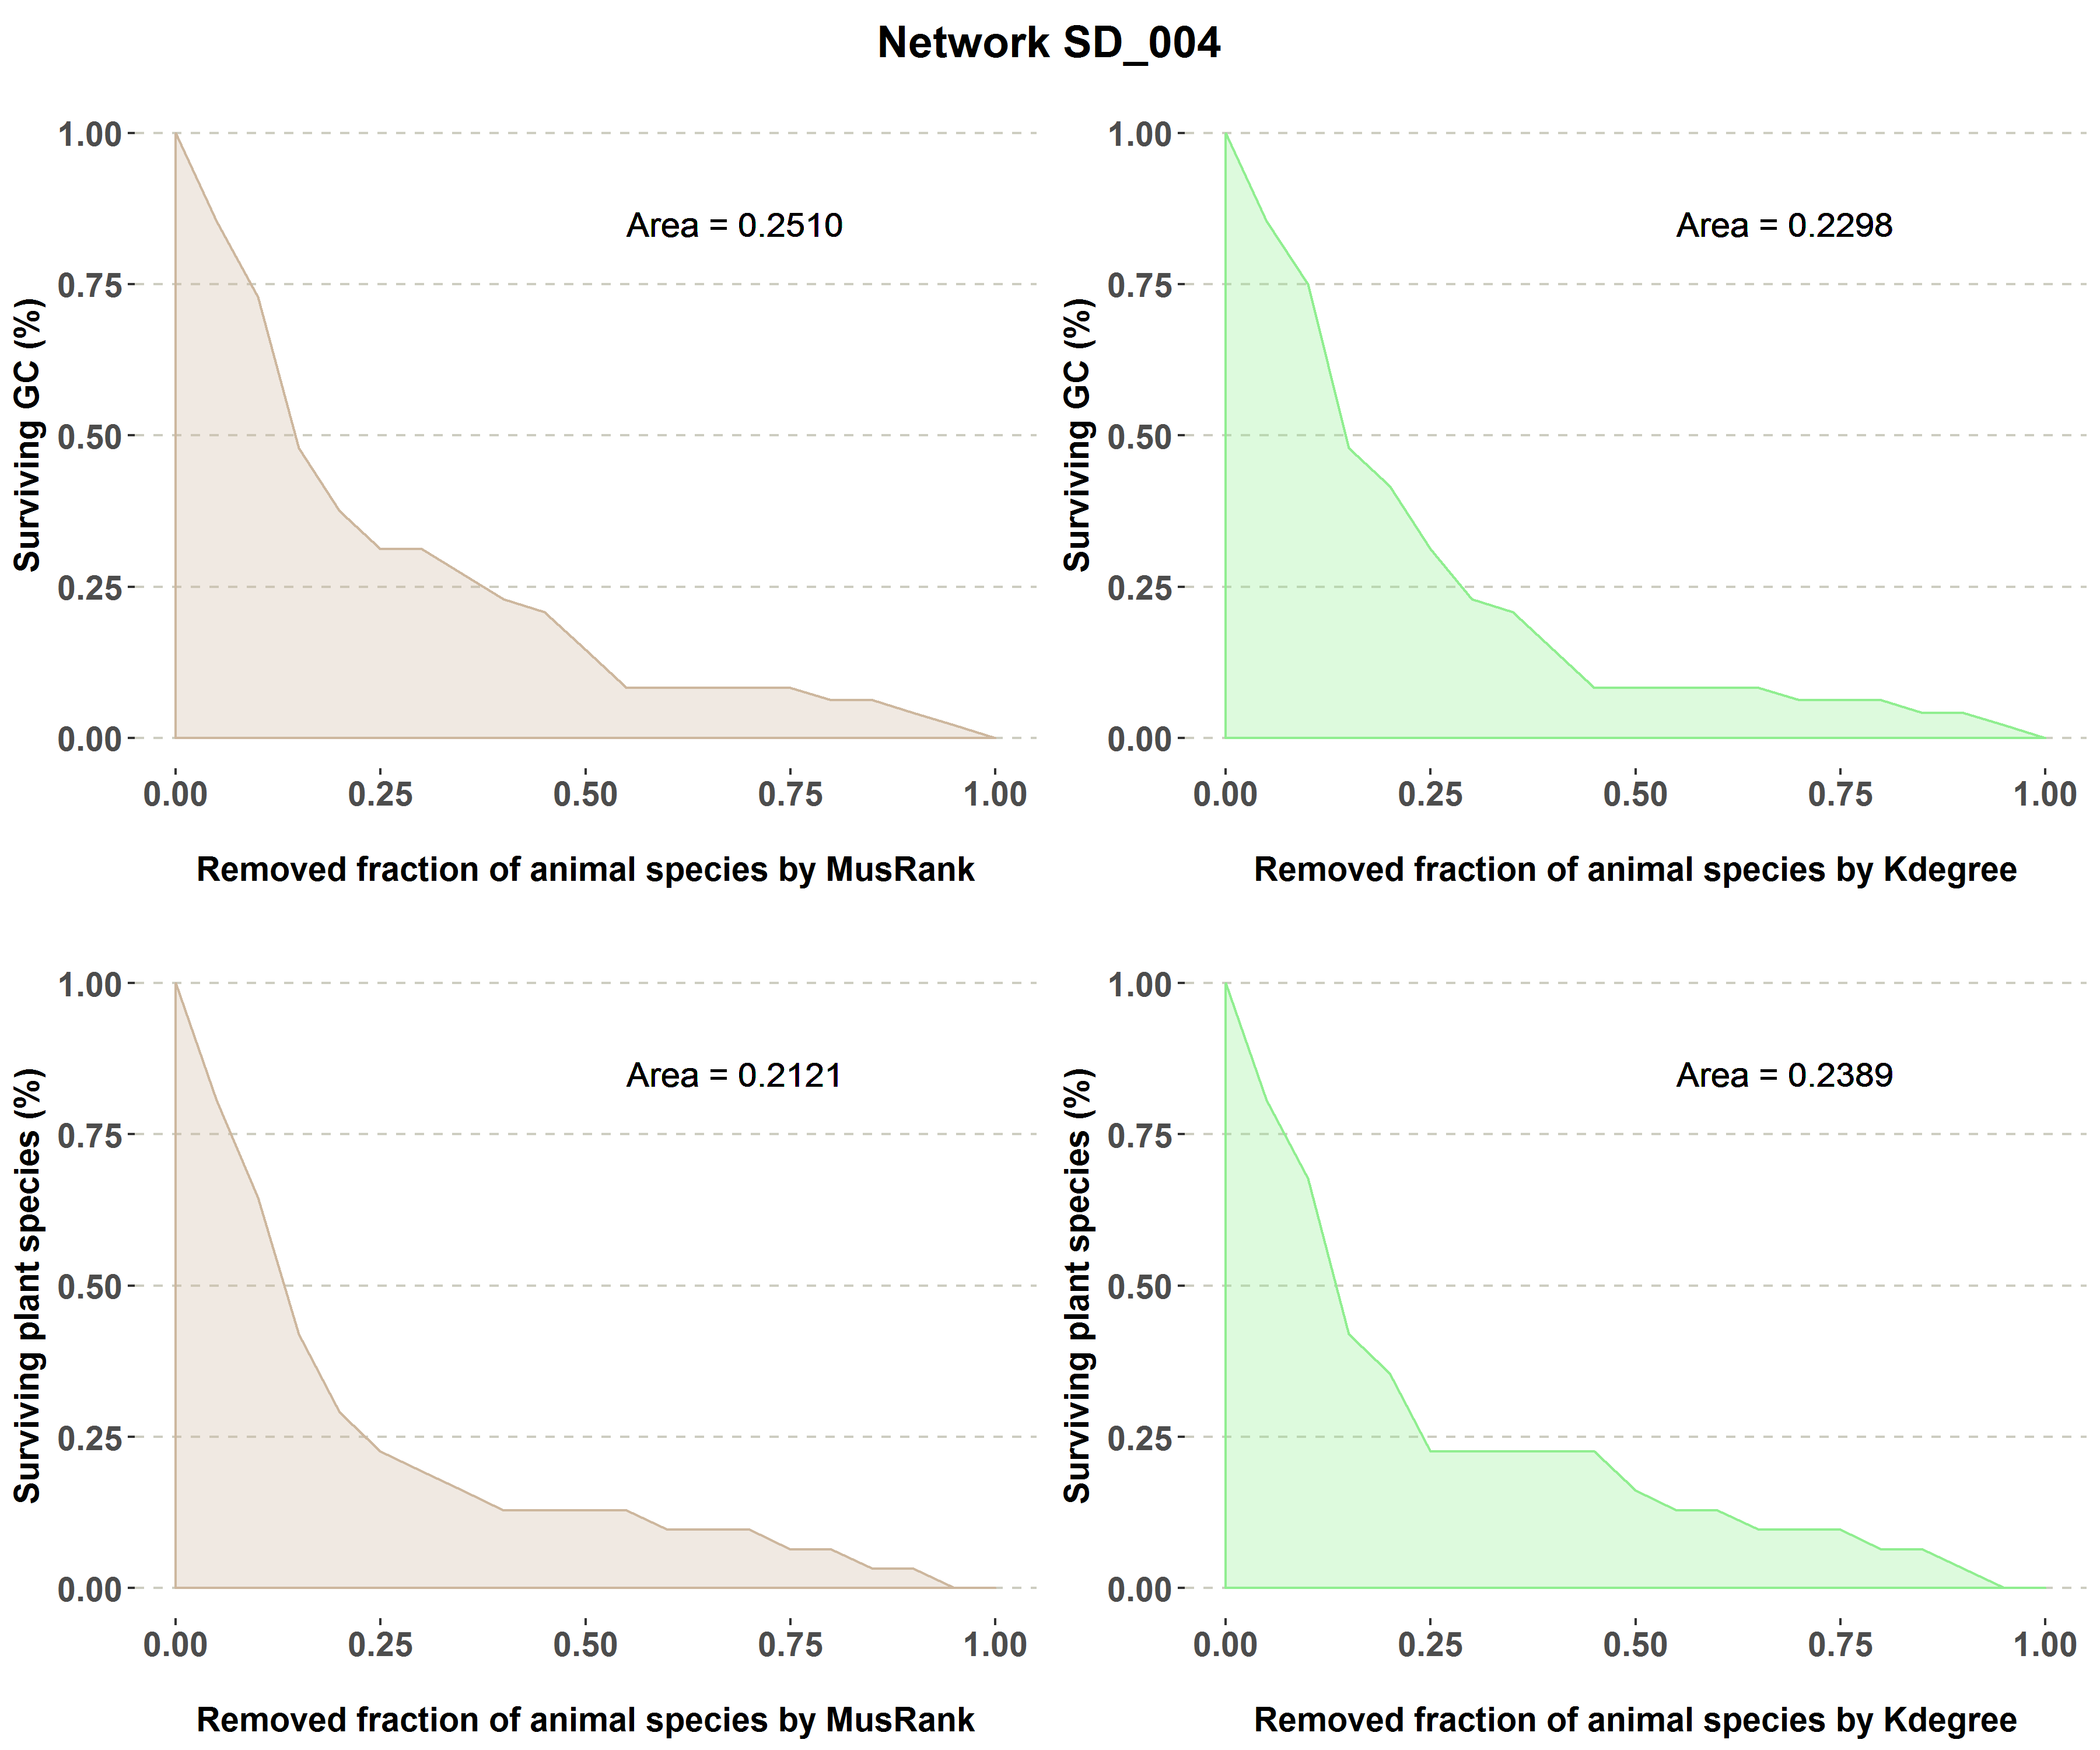 Network SD_004
Surviving GC (%)
1.00
0.75
0.50
0.25
0.00
Area = 0.2510
0.00 0.25 0.50 0.75 1.00
Removed fraction of animal species by MusRank
Surviving GC (%)
1.00
0.75
0.50
0.25
0.00
Area = 0.2298
0.00 0.25 0.50 0.75 1.00
Removed fraction of animal species by Kdegree
Surviving plant species (%)
1.00
0.75
0.50
0.25
0.00
Area = 0.2121
0.00 0.25 0.50 0.75 1.00
Removed fraction of animal species by MusRank
Surviving plant species (%)
1.00
0.75
0.50
0.25
0.00
Area = 0.2389
0.00 0.25 0.50 0.75 1.00
Removed fraction of animal species by Kdegree